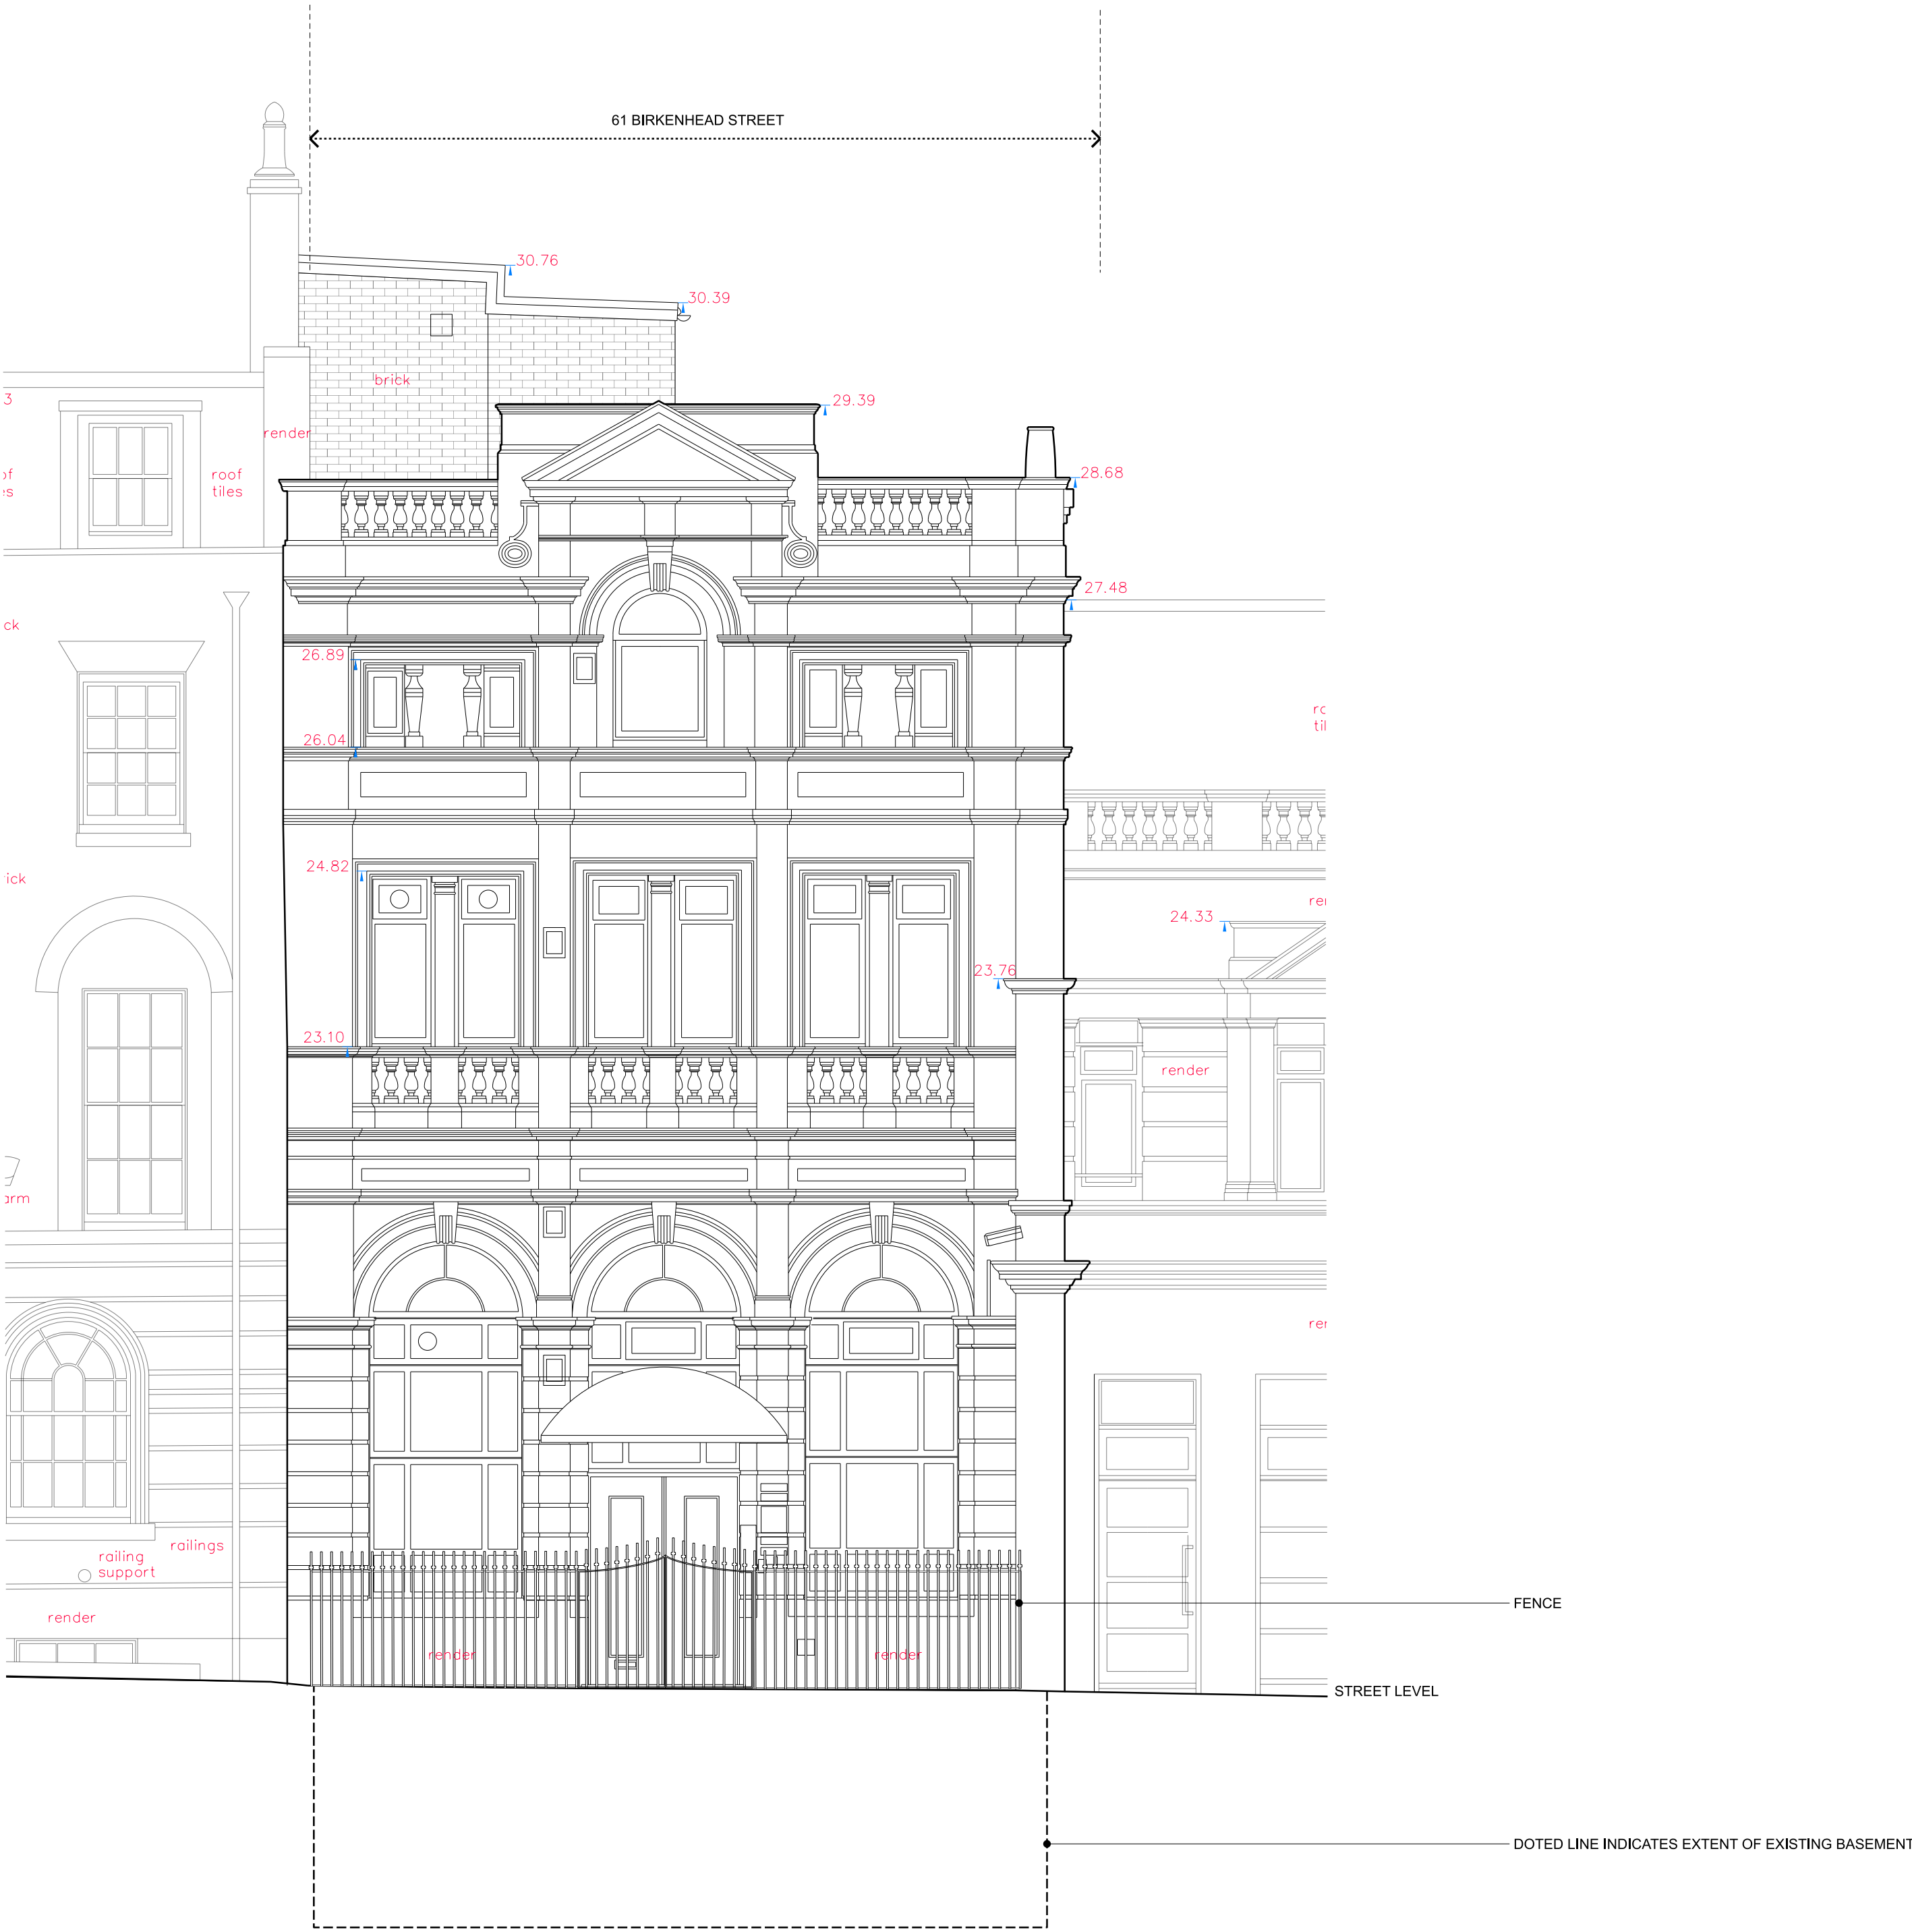 61 BIRKENHEAD STREET
30.76
30.39
brick
29.39
3
render
roof
tiles
28.68
27.48
26.89
26.04
24.82
24.33
23.76
23.10
render
railings
railing
support
render
render
render
FENCE
STREET LEVEL
DOTED LINE INDICATES EXTENT OF EXISTING BASEMENT